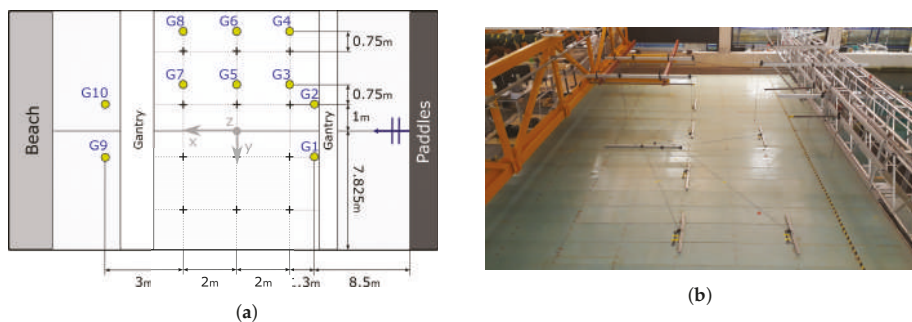 G8 G6 G4
0.75m
G7 G5 G3
0.75m
G10 G2
1m
Beach
Gantry
z
x
y
Gantry
Paddles
G9 G1
7.825m
3m 2m 2m .3m 8.5m
(a)
(b)